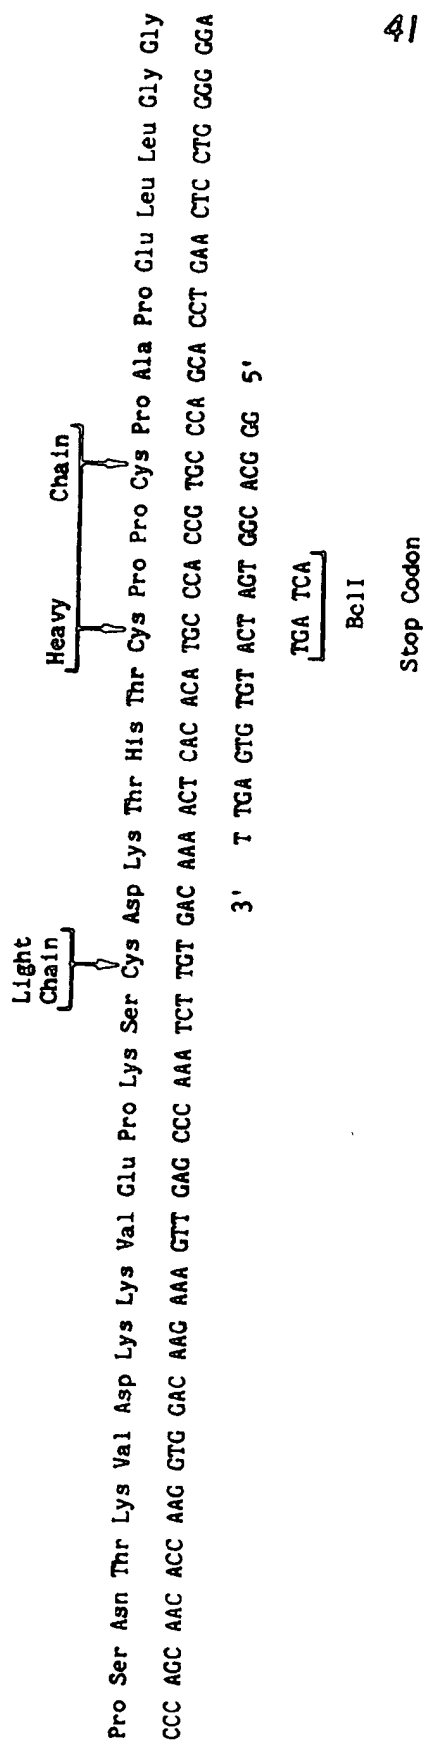 41
Light
Chain
Heavy Chain
Pro Ser Asn Thr Lys Val Asp Lys Lys Val Glu Pro Lys Ser Cys Asp Lys Thr His Thr Cys Pro Pro Cys Pro Ala Pro Glu Leu Leu Gly Gly
CCC AGC AAC ACC AAG GTG GAC AAG AAA GTT GAG CCC AAA TCT TGT GAC AAA ACT CAC ACA TGC CCA CCG TGC CCA GCA CCT GAA CTC CTG GGG GGA
3' T TGA GTG TGT ACT AGT GGC ACG GG 5'
TGA TCA
BclI
Stop Codon